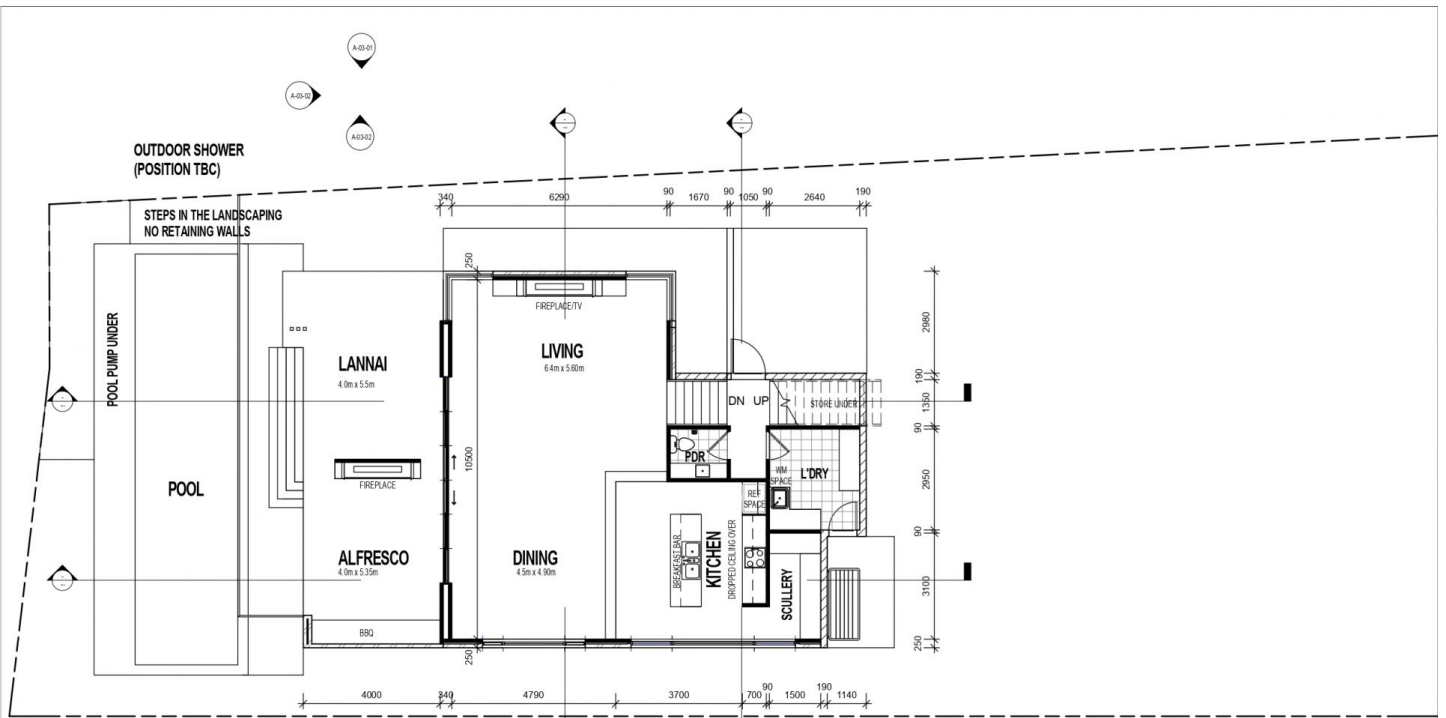 A-03-01
A-03-02
A-03-02
OUTDOOR SHOWER
(POSITION TBC)
STEPS IN THE LANDSCAPING
NO RETAINING WALLS
340
6290
90
1670
90
1050
90
2640
190
250
FIREPLACE/TV
POOL PUMP UNDER
LANNAI
4.0m x 5.5m
LIVING
6.4m x 5.60m
2980
190
1350
90
2950
90
3100
250
DN UP
STORE UNDER
PDR
WM
SPACE
L'DRY
10500
FIREPLACE
POOL
REF
SPACE
ALFRESCO
4.0m x 5.35m
DINING
4.5m x 4.90m
BREAKFAST BAR
KITCHEN
DROPPED CEILING OVER
SCULLERY
BBQ
250
4000
340
4790
3700
700
90
1500
190
1140